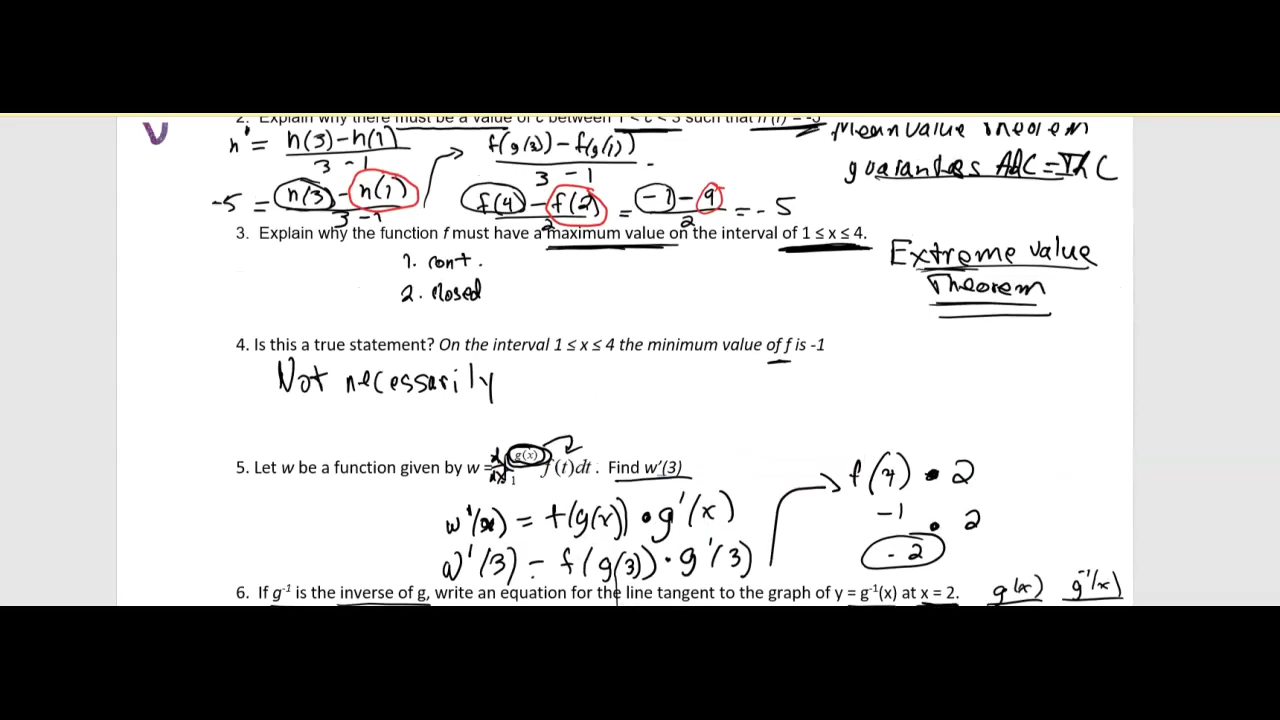 2. Explain why there must be a value of c between 1 < c < 3 such that h'(r) = -5
h' = h(3)-h(1) / 3-1 → f(g(3)) - f(g(1)) / 3-1
Mean value Theorem
guarantees ARC = IRC
-5 = h(3) - h(1) / 3-1
f(4) - f(2) / 2 = -1 - 9 / 2 = -5
3. Explain why the function f must have a maximum value on the interval of 1 ≤ x ≤ 4.
1. cont.
2. closed
Extreme value
Theorem
4. Is this a true statement? On the interval 1 ≤ x ≤ 4 the minimum value of f is -1
Not necessarily
5. Let w be a function given by w = d/dx ∫₁^g(x) f(t)dt. Find w'(3)
w'(x) = f(g(x)) • g'(x)
w'(3) = f(g(3)) • g'(3)
→ f(4) • 2
-1 • 2
-2
6. If g⁻¹ is the inverse of g, write an equation for the line tangent to the graph of y = g⁻¹(x) at x = 2.
g(x) g⁻¹(x)